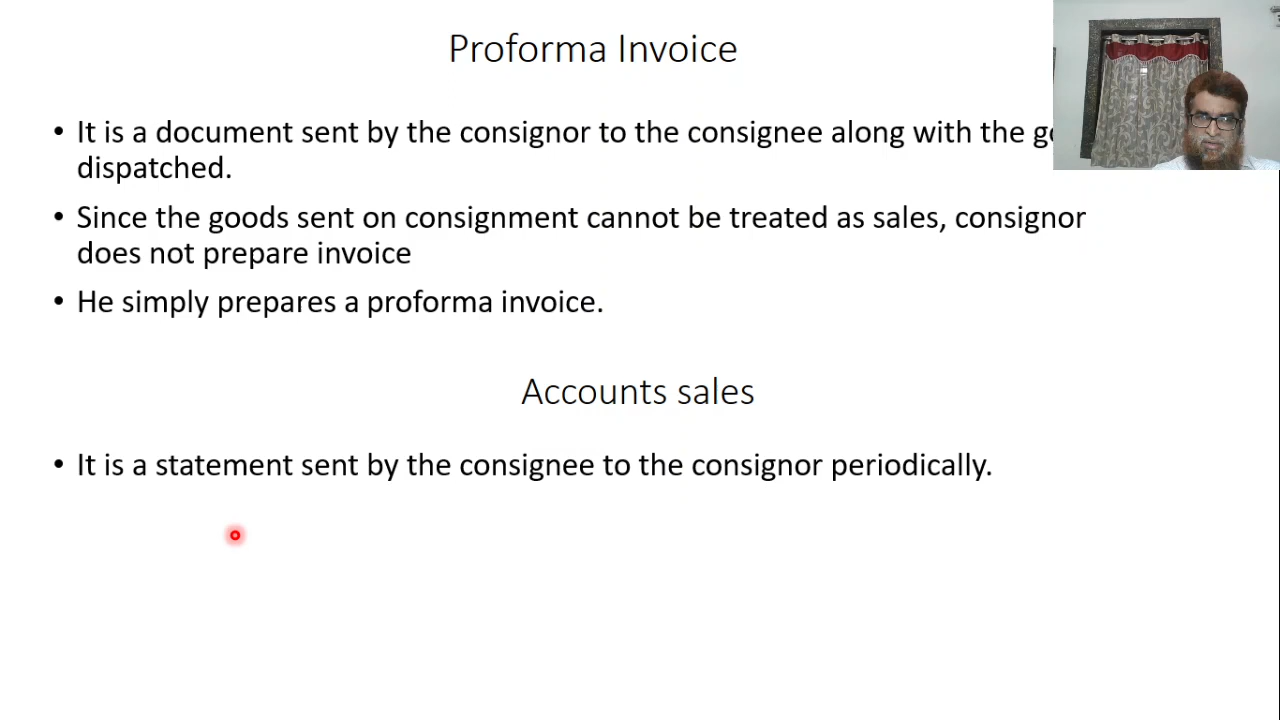 Proforma Invoice
• It is a document sent by the consignor to the consignee along with the
dispatched.
• Since the goods sent on consignment cannot be treated as sales, consignor
does not prepare invoice
• He simply prepares a proforma invoice.
Accounts sales
• It is a statement sent by the consignee to the consignor periodically.